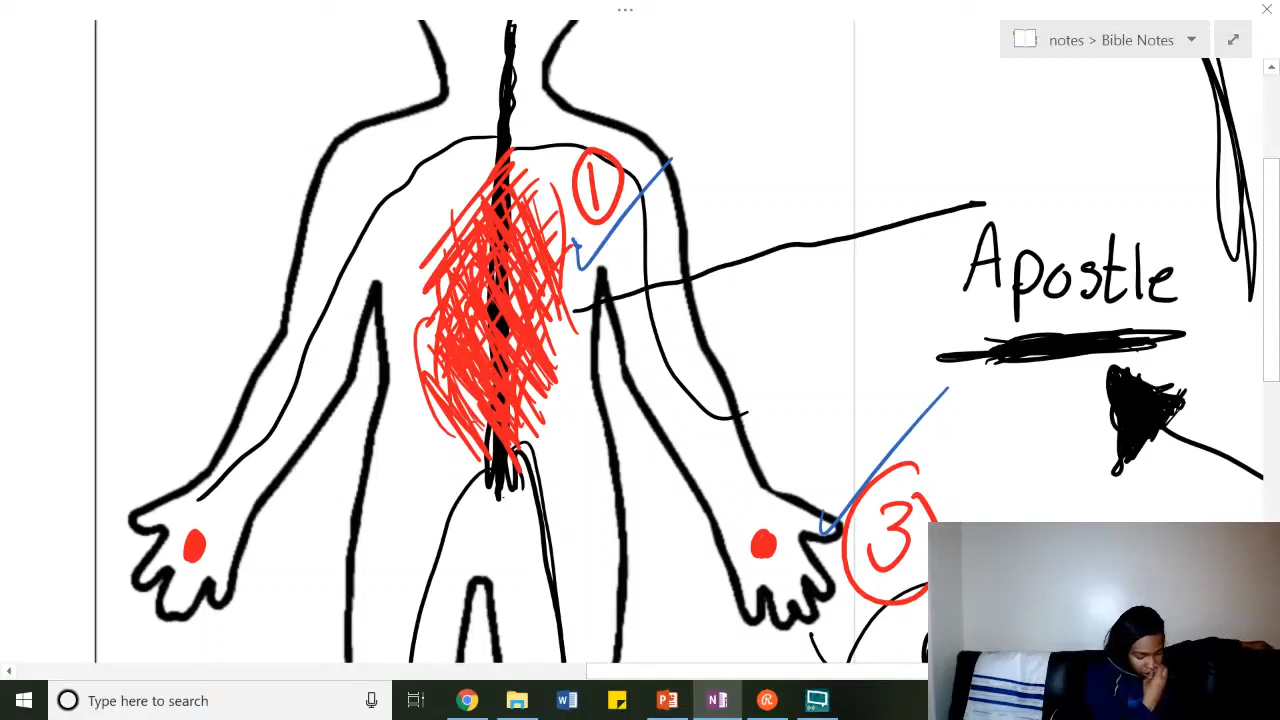 notes > Bible Notes
1
Apostle
3
Type here to search